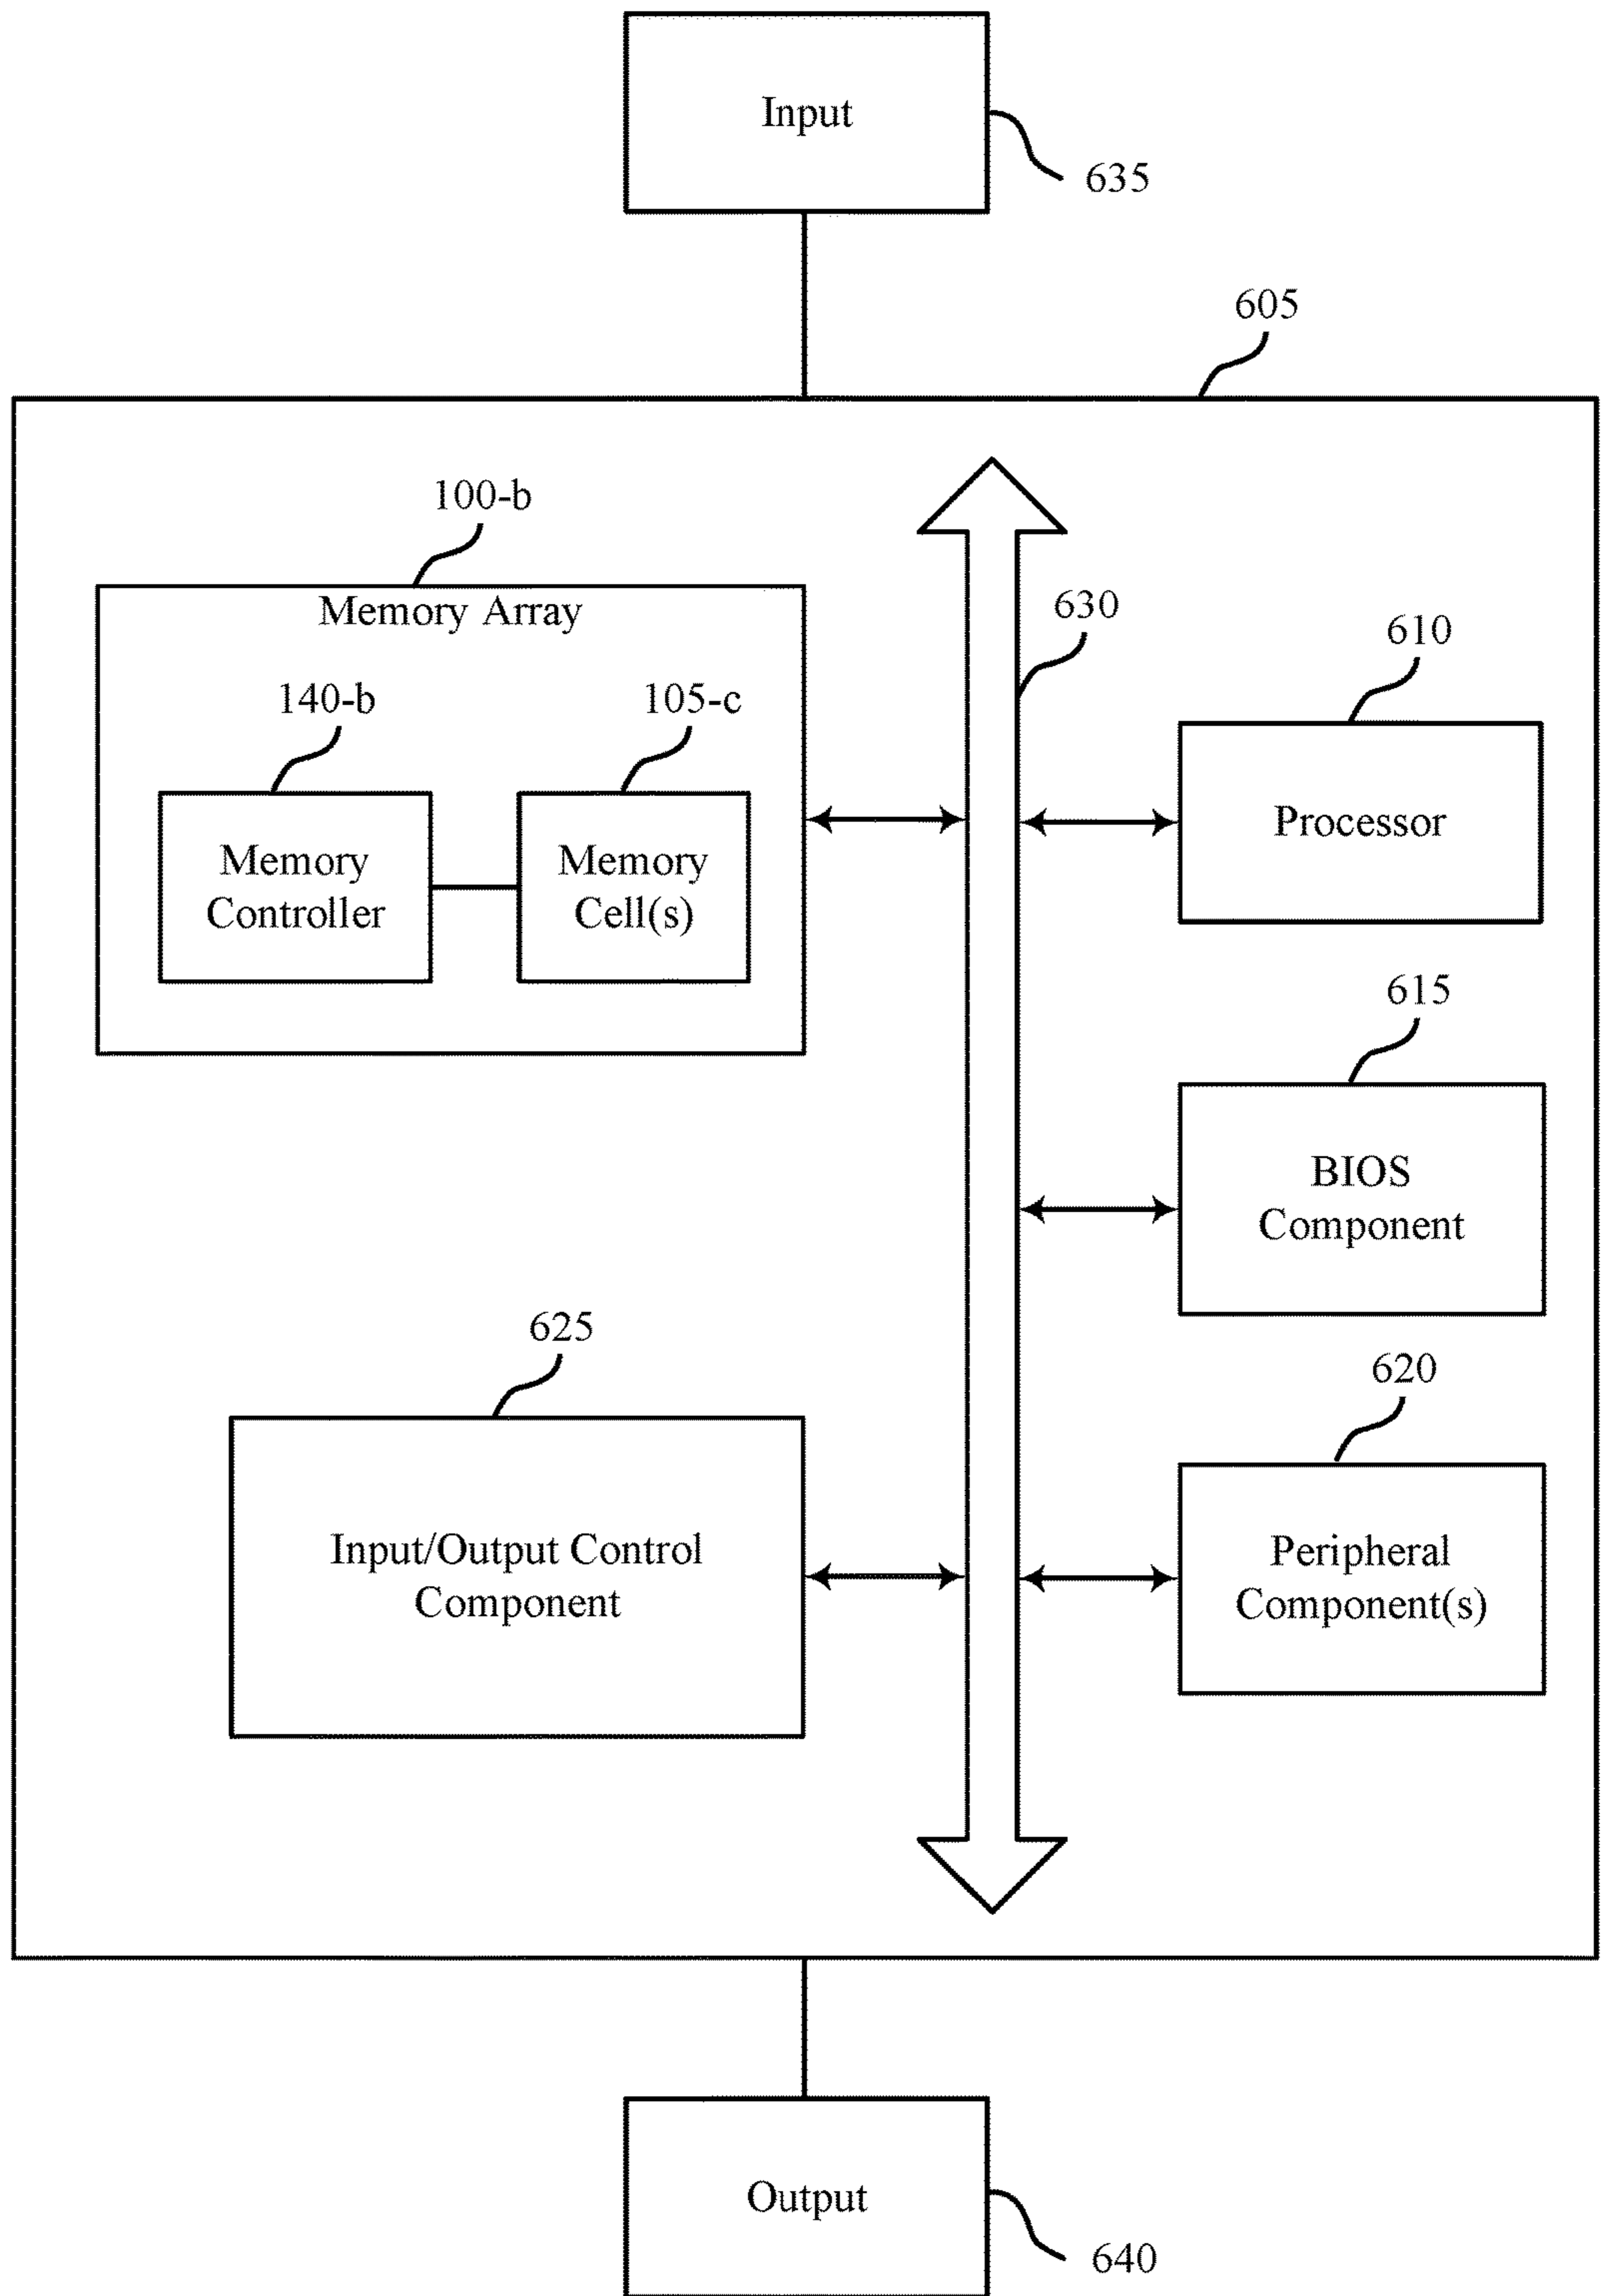 Input
635
605
100-b
Memory Array
630
610
140-b
105-c
Memory
Controller
Memory
Cell(s)
Processor
615
BIOS
Component
625
620
Input/Output Control
Component
Peripheral
Component(s)
Output
640